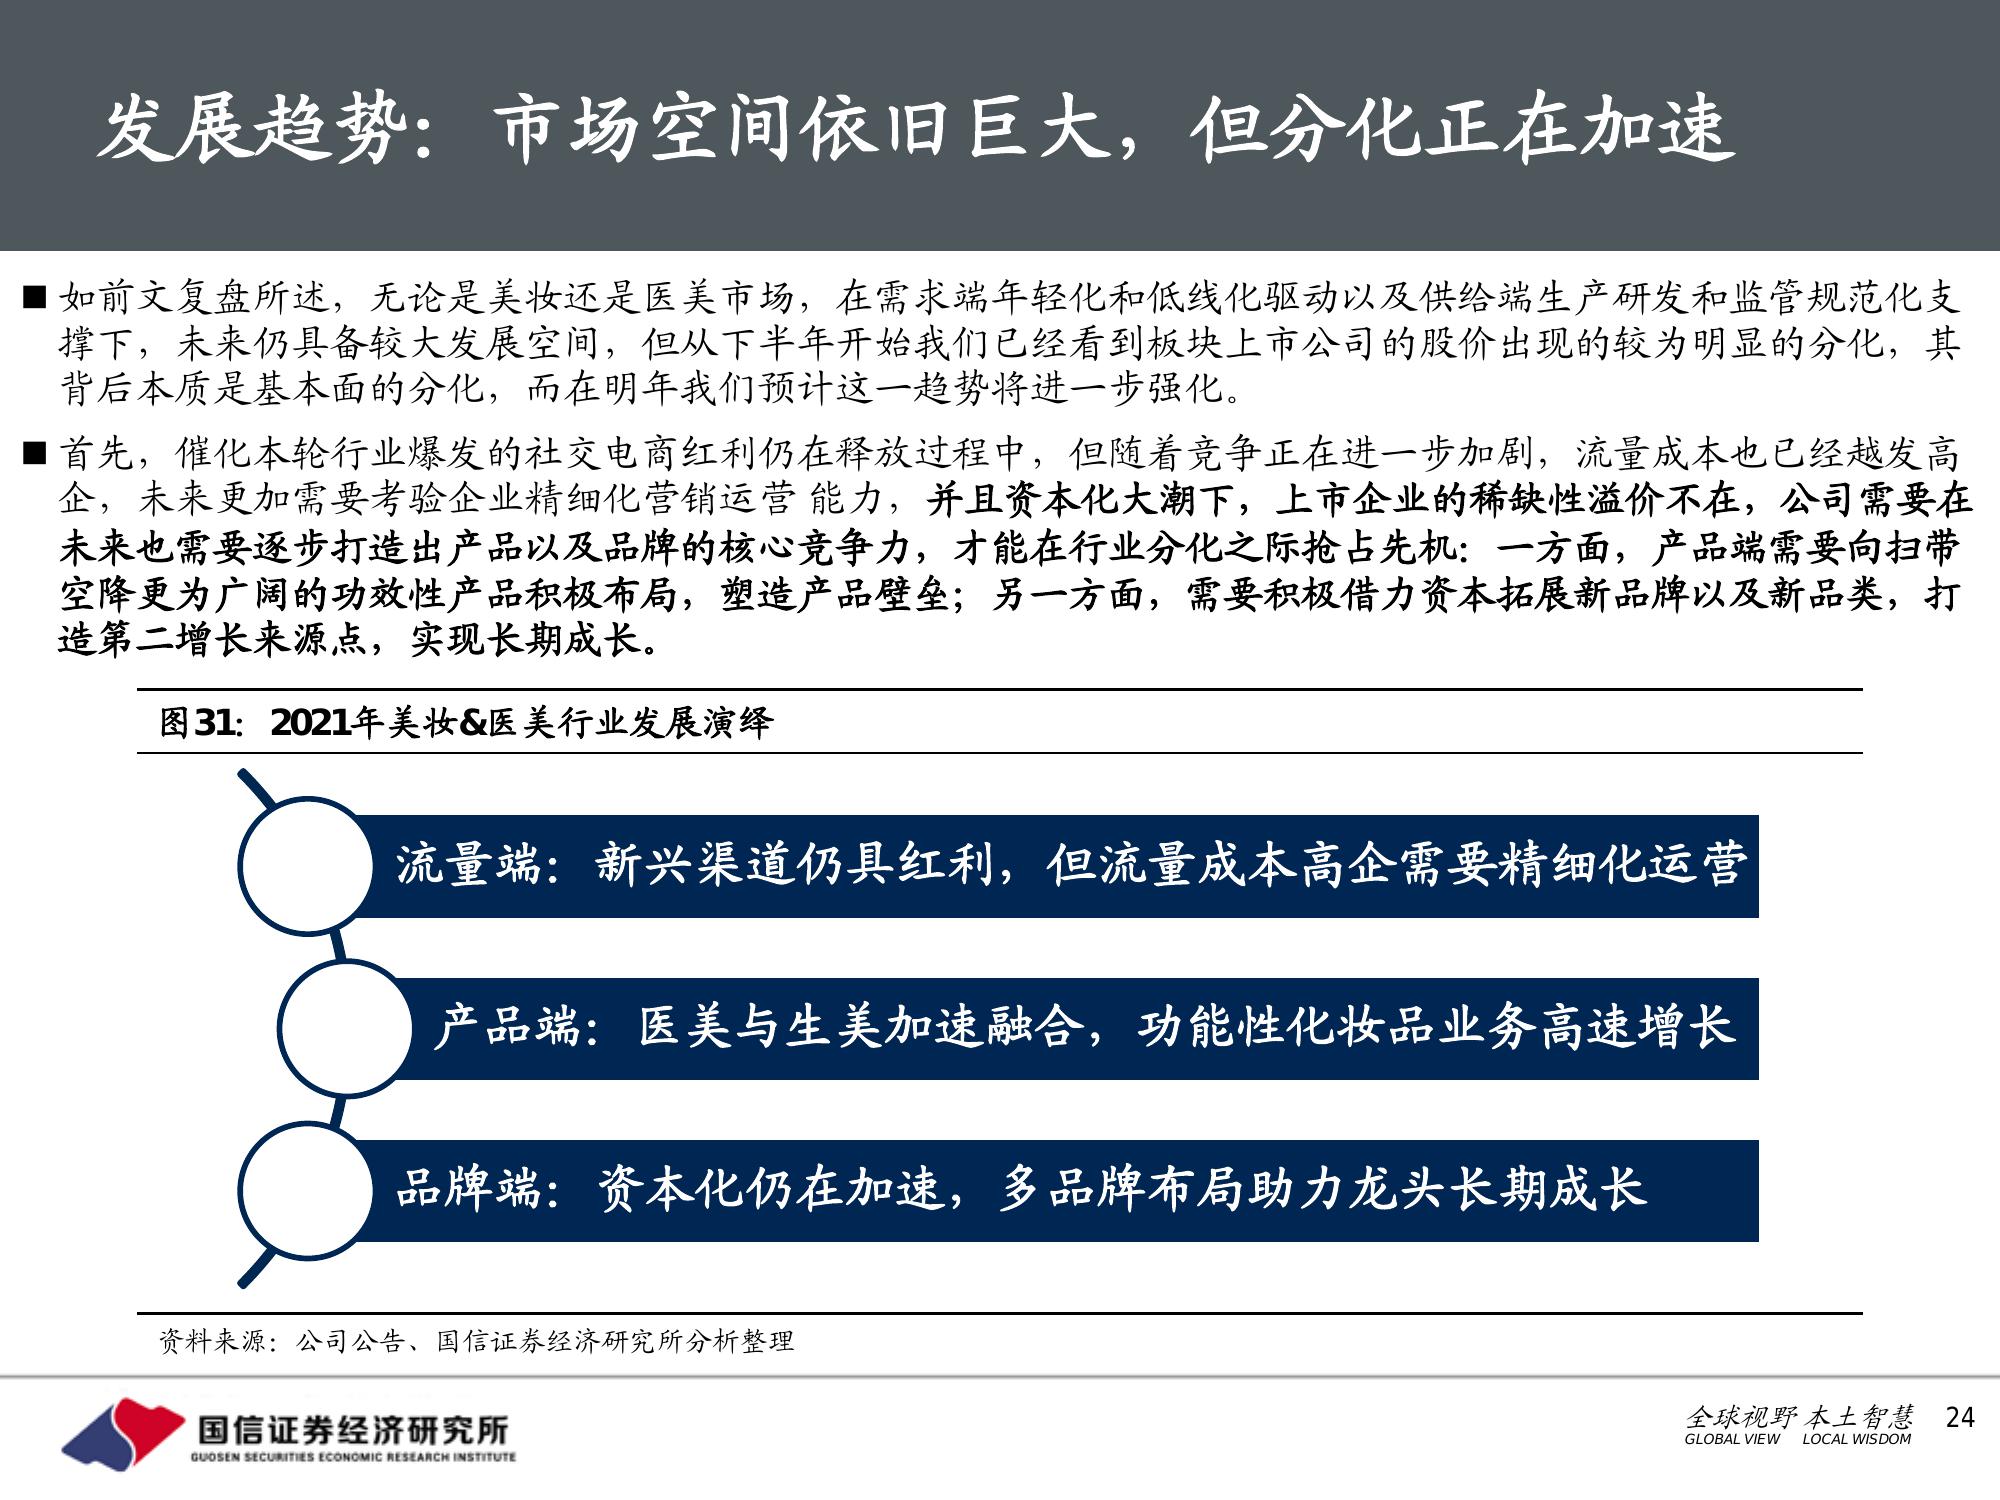 发展趋势：市场空间依旧巨大，但分化正在加速
■如前文复盘所述，无论是美妆还是医美市场，在需求端年轻化和低线化驱动以及供给端生产研发和监管规范化支
撑下，未来仍具备较大发展空间，但从下半年开始我们已经看到板块上市公司的股价出现的较为明显的分化，其
背后本质是基本面的分化，而在明年我们预计这一趋势将进一步强化。
■首先，催化本轮行业爆发的社交电商红利仍在释放过程中，但随着竞争正在进一步加剧，流量成本也已经越发高
企，未来更加需要考验企业精细化营销运营 能力，并且资本化大潮下，上市企业的稀缺性溢价不在，公司需要在
未来也需要逐步打造出产品以及品牌的核心竞争力，才能在行业分化之际抢占先机：一方面，产品端需要向扫带
空降更为广阔的功效性产品积极布局，塑造产品壁垒；另一方面，需要积极借力资本拓展新品牌以及新品类，打
造第二增长来源点，实现长期成长。
图31：2021年美妆&医美行业发展演绎
流量端：新兴渠道仍具红利，但流量成本高企需要精细化运营
产品端：医美与生美加速融合，功能性化妆品业务高速增长
品牌端：资本化仍在加速，多品牌布局助力龙头长期成长
资料来源：公司公告、国信证券经济研究所分析整理
国信证券经济研究所
GUOSEN SECURITIES ECONOMIC RESEARCH INSTITUTE
全球视野 本土智慧
GLOBAL VIEW LOCAL WISDOM
24